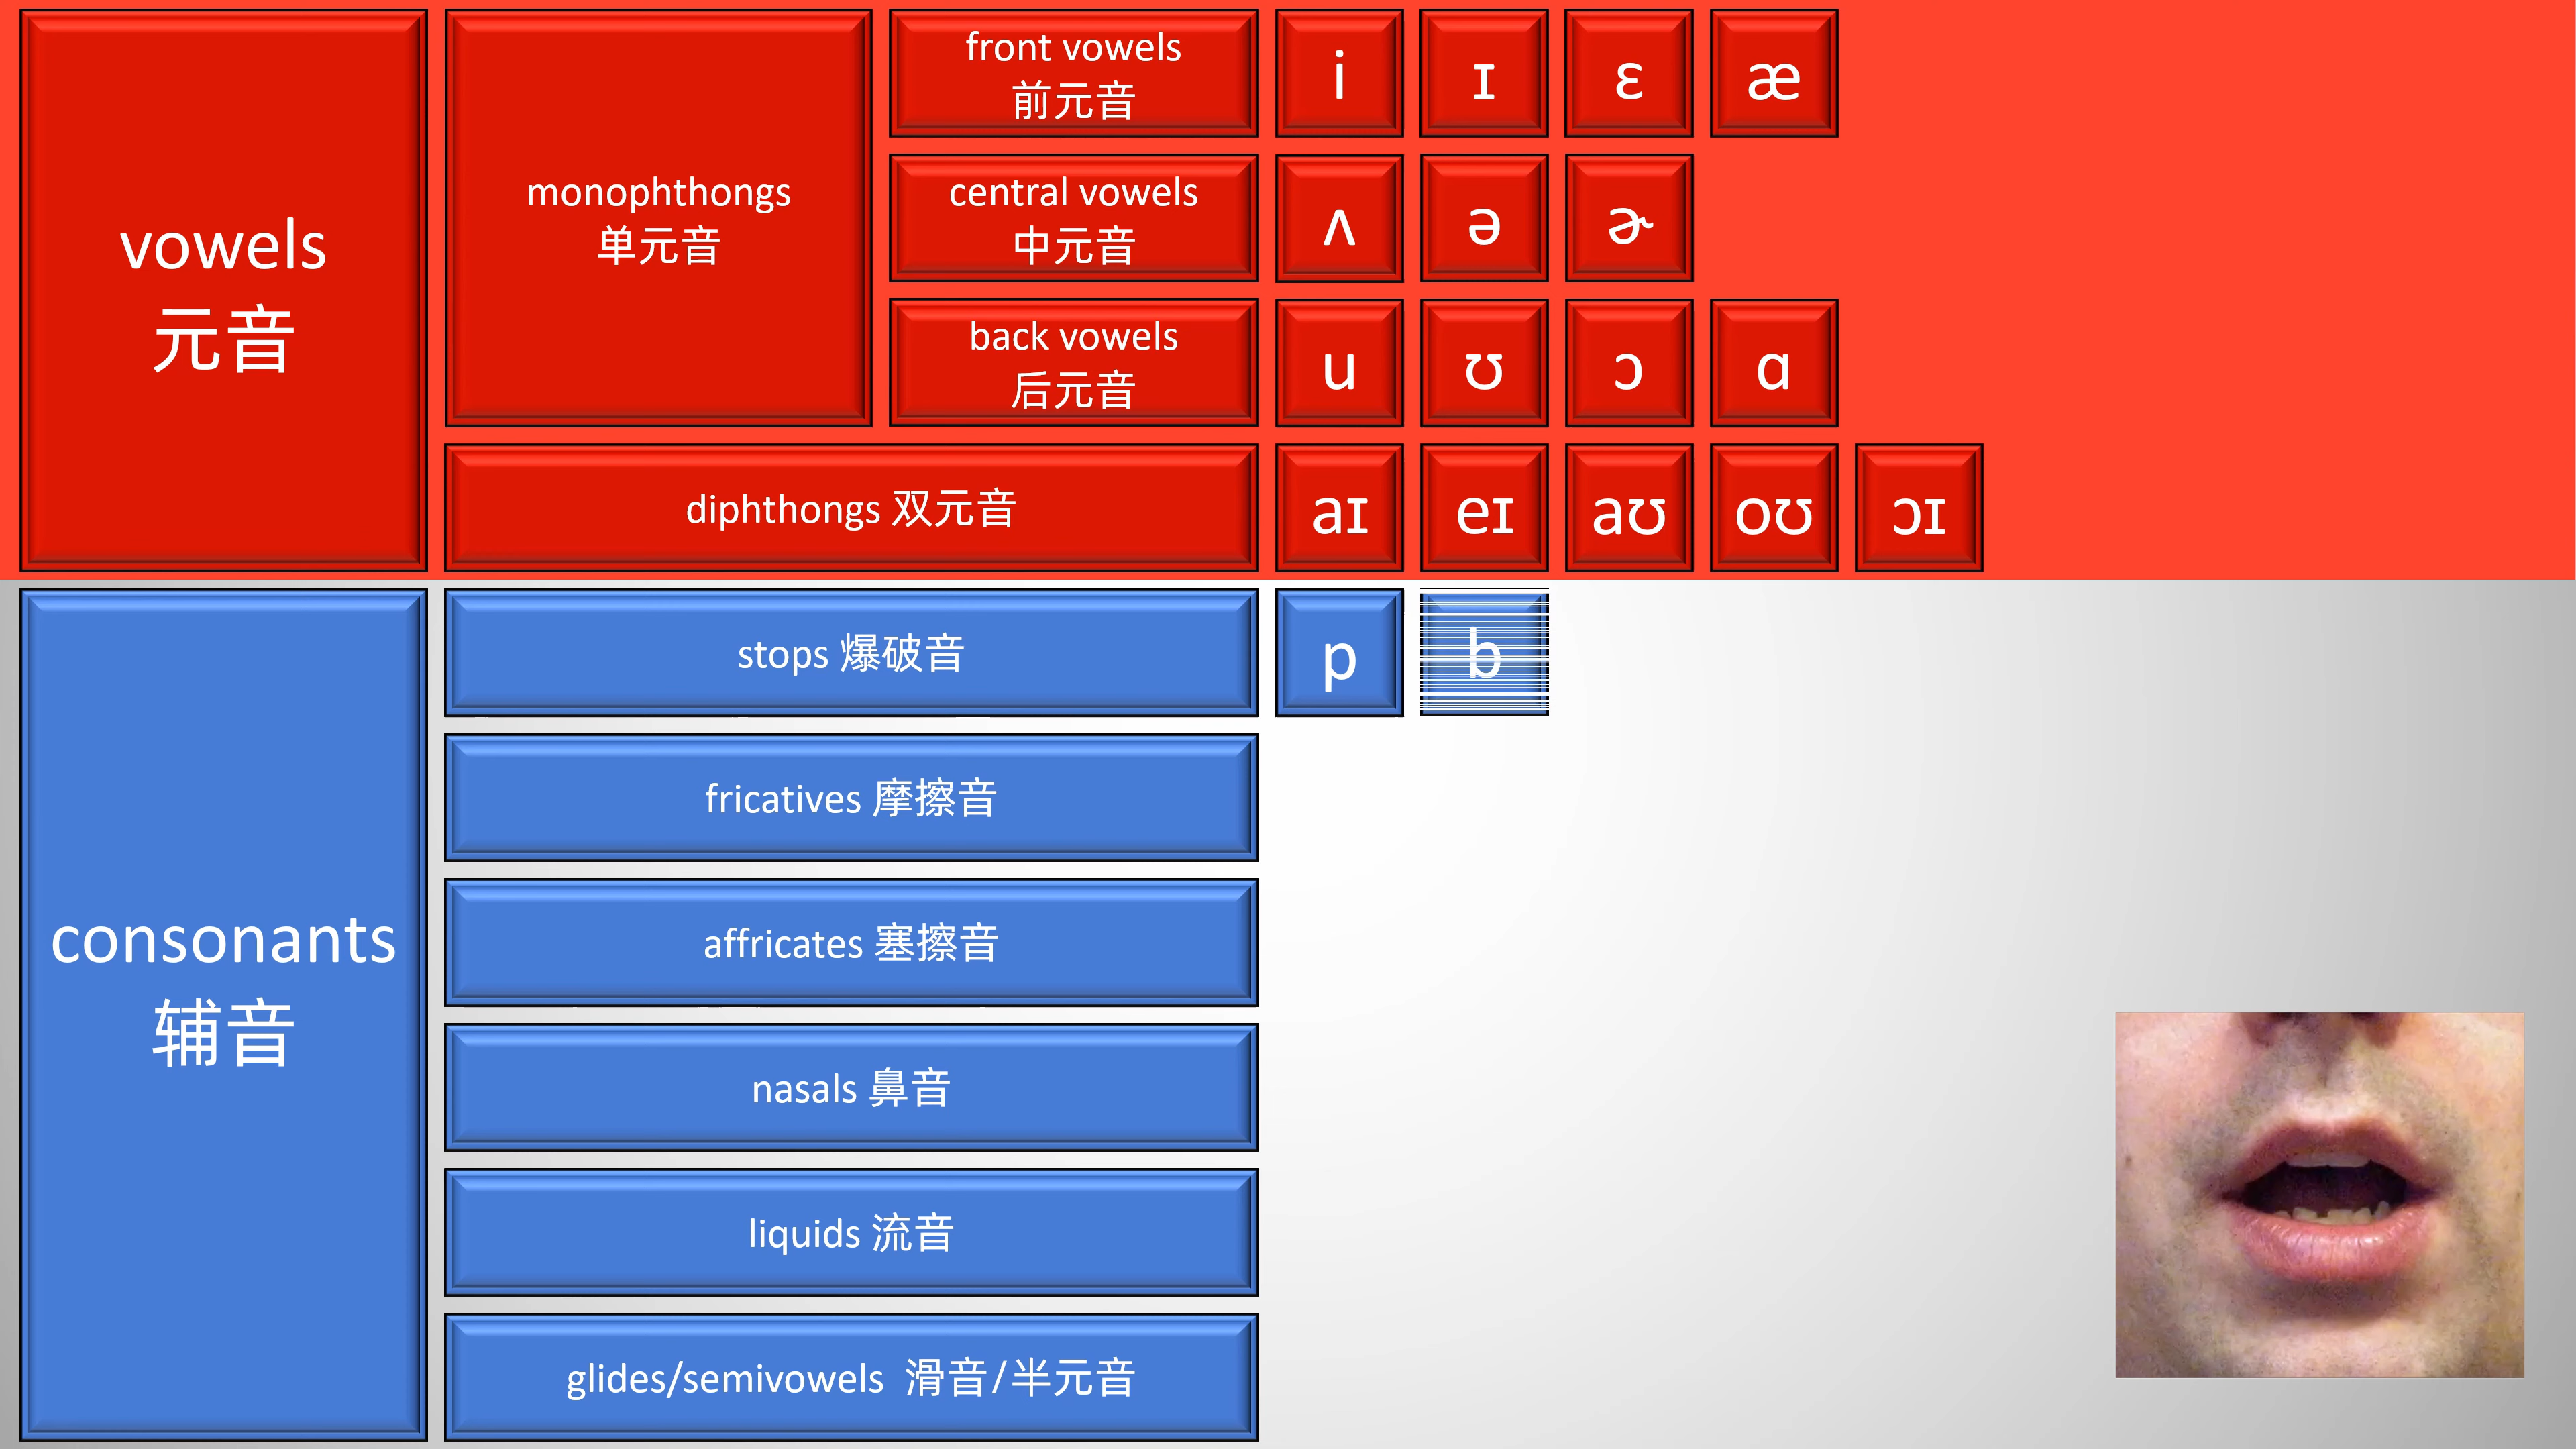 vowels
元音
monophthongs
单元音
front vowels
前元音
i ɪ ɛ æ
central vowels
中元音
ʌ ə ɚ
back vowels
后元音
u ʊ ɔ ɑ
diphthongs 双元音
aɪ eɪ aʊ oʊ ɔɪ
consonants
辅音
stops 爆破音
p b
fricatives 摩擦音
affricates 塞擦音
nasals 鼻音
liquids 流音
glides/semivowels 滑音/半元音